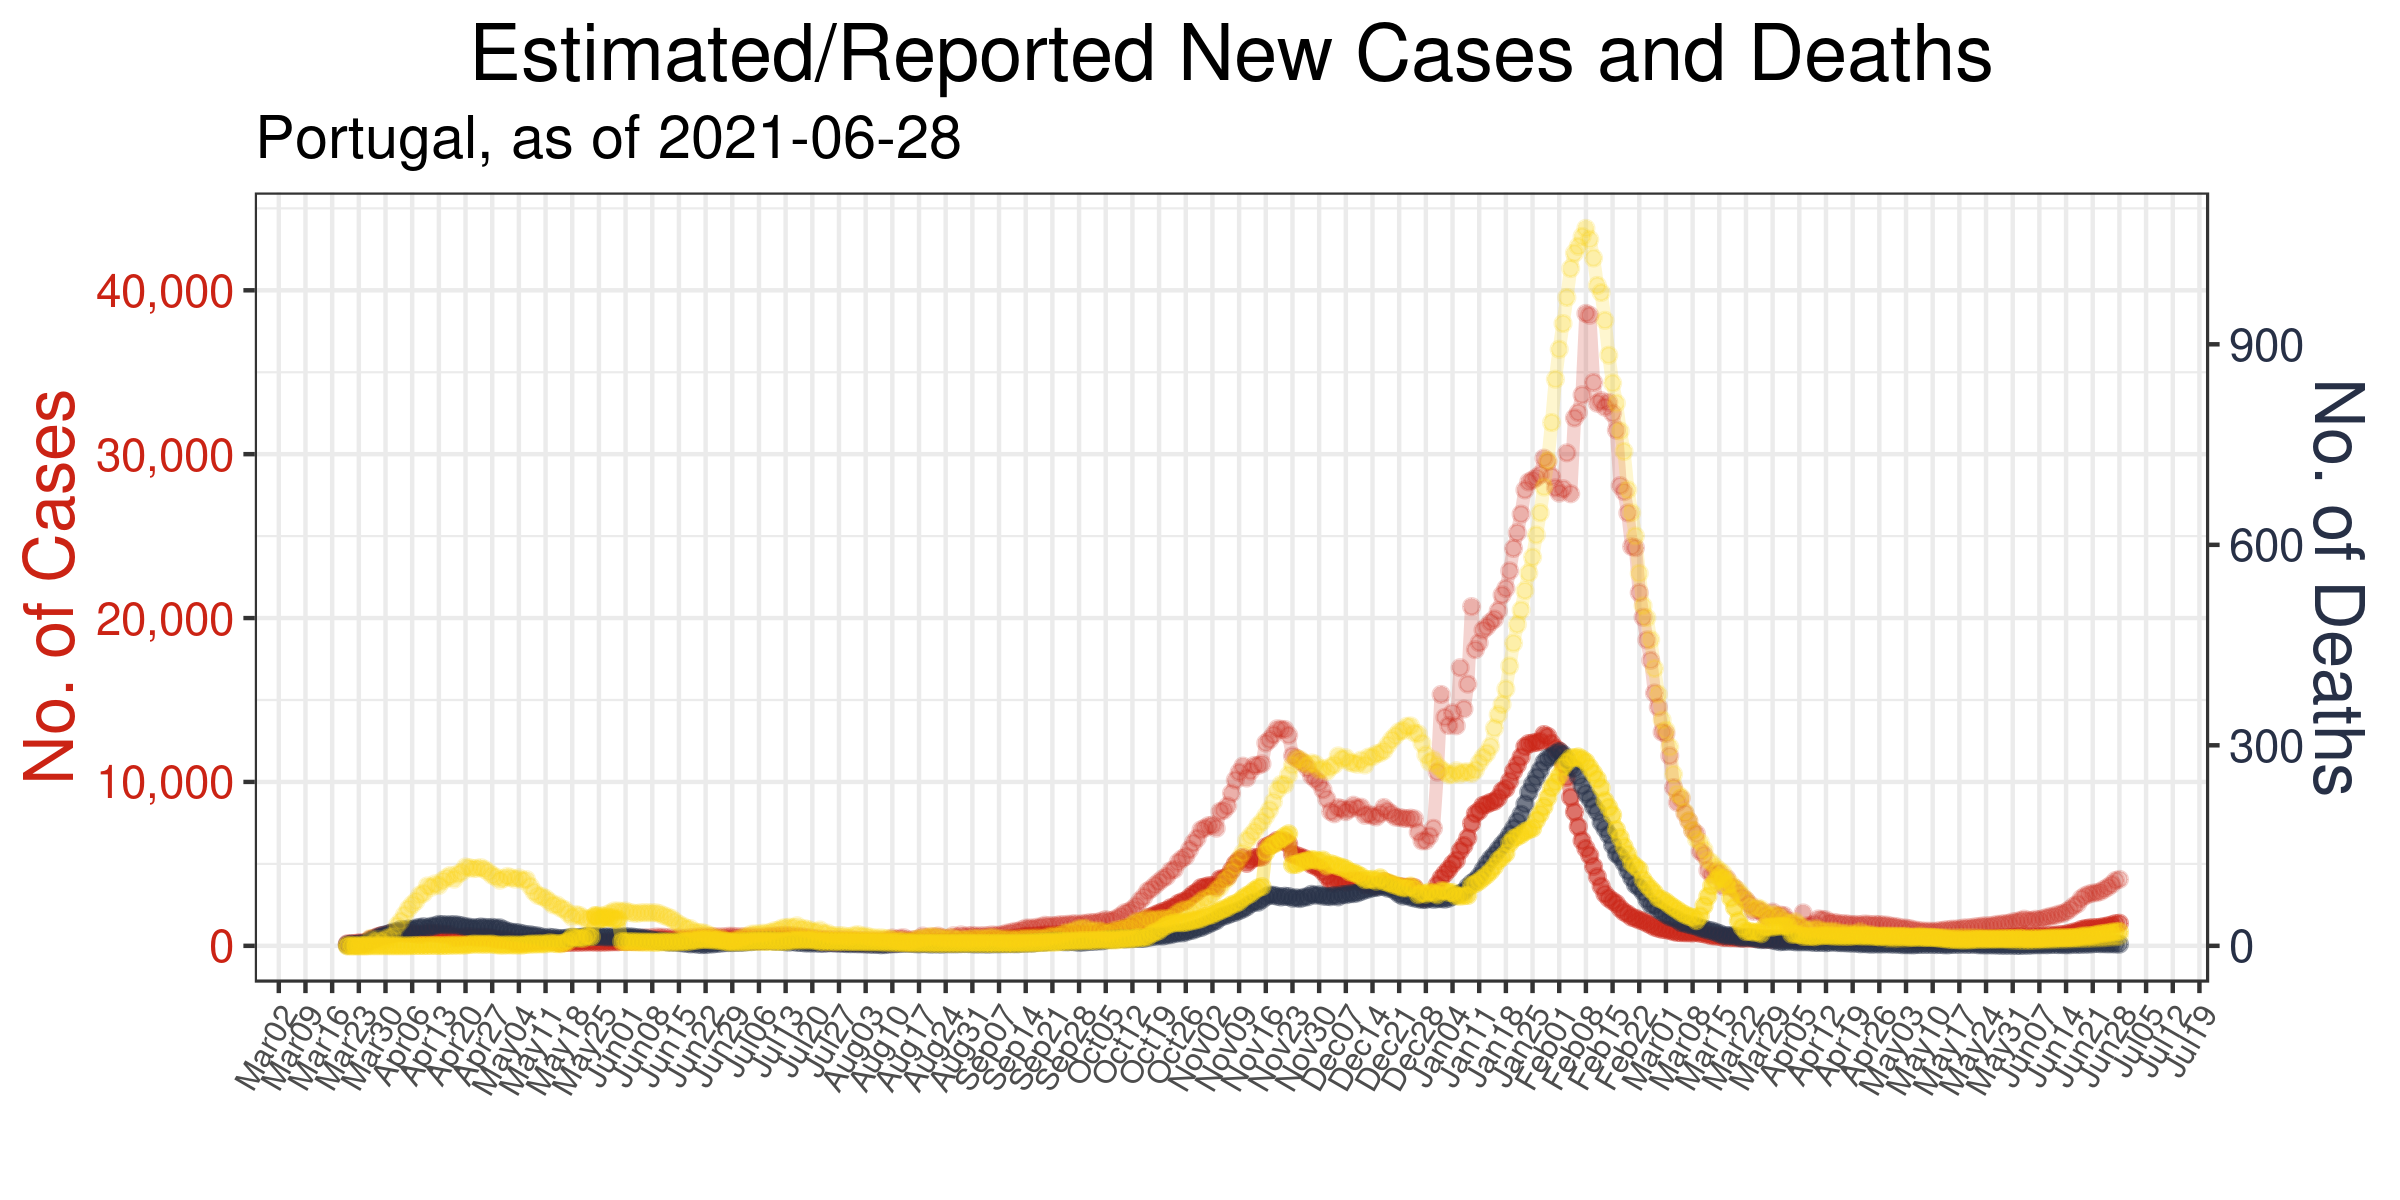 Estimated/Reported New Cases and Deaths
Portugal, as of 2021-06-28
No. of Cases
40,000
30,000
20,000
10,000
0
900
600
300
0
No. of Deaths
Mar02
Mar09
Mar16
Mar23
Mar30
Apr06
Apr13
Apr20
Apr27
May04
May11
May18
May25
Jun01
Jun08
Jun15
Jun22
Jun29
Jul06
Jul13
Jul20
Jul27
Aug03
Aug10
Aug17
Aug24
Aug31
Sep07
Sep14
Sep21
Sep28
Oct05
Oct12
Oct19
Oct26
Nov02
Nov09
Nov16
Nov23
Nov30
Dec07
Dec14
Dec21
Dec28
Jan04
Jan11
Jan18
Jan25
Feb01
Feb08
Feb15
Feb22
Mar01
Mar08
Mar15
Mar22
Mar29
Apr05
Apr12
Apr19
Apr26
May03
May10
May17
May24
May31
Jun07
Jun14
Jun21
Jun28
Jul05
Jul12
Jul19